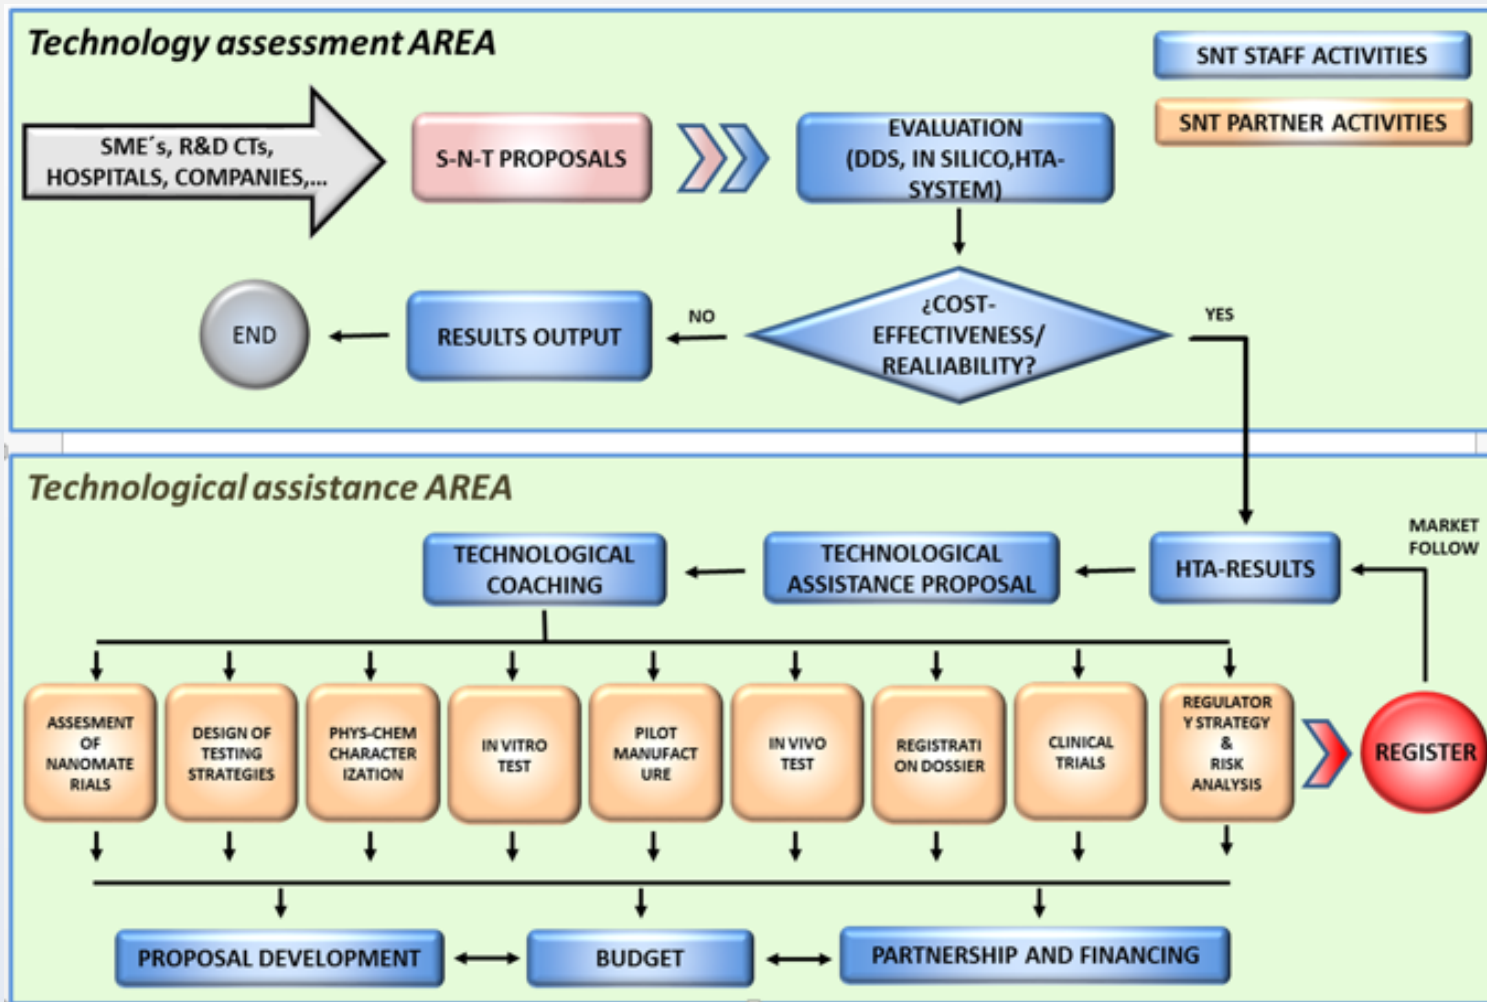 Technology assessment AREA
SNT STAFF ACTIVITIES
SNT PARTNER ACTIVITIES
SME´s, R&D CTs,
HOSPITALS, COMPANIES,...
S-N-T PROPOSALS
EVALUATION
(DDS, IN SILICO,HTA-
SYSTEM)
END
RESULTS OUTPUT
NO
¿COST-
EFFECTIVENESS/
REALIABILITY?
YES
Technological assistance AREA
TECHNOLOGICAL
COACHING
TECHNOLOGICAL
ASSISTANCE PROPOSAL
HTA-RESULTS
MARKET
FOLLOW
ASSESMENT
OF
NANOMATE
RIALS
DESIGN OF
TESTING
STRATEGIES
PHYS-CHEM
CHARACTER
IZATION
IN VITRO
TEST
PILOT
MANUFACT
URE
IN VIVO
TEST
REGISTRATI
ON DOSSIER
CLINICAL
TRIALS
REGULATOR
Y STRATEGY
&
RISK
ANALYSIS
REGISTER
PROPOSAL DEVELOPMENT
BUDGET
PARTNERSHIP AND FINANCING